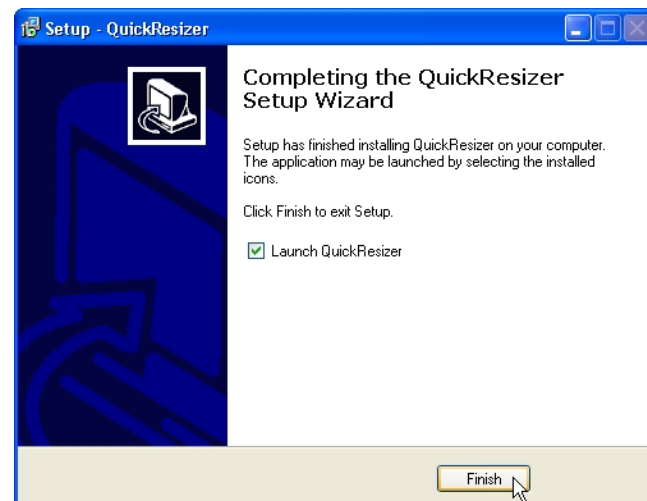 Setup - QuickResizer
Completing the QuickResizer
Setup Wizard
Setup has finished installing QuickResizer on your computer.
The application may be launched by selecting the installed
icons.
Click Finish to exit Setup.
Launch QuickResizer
Finish